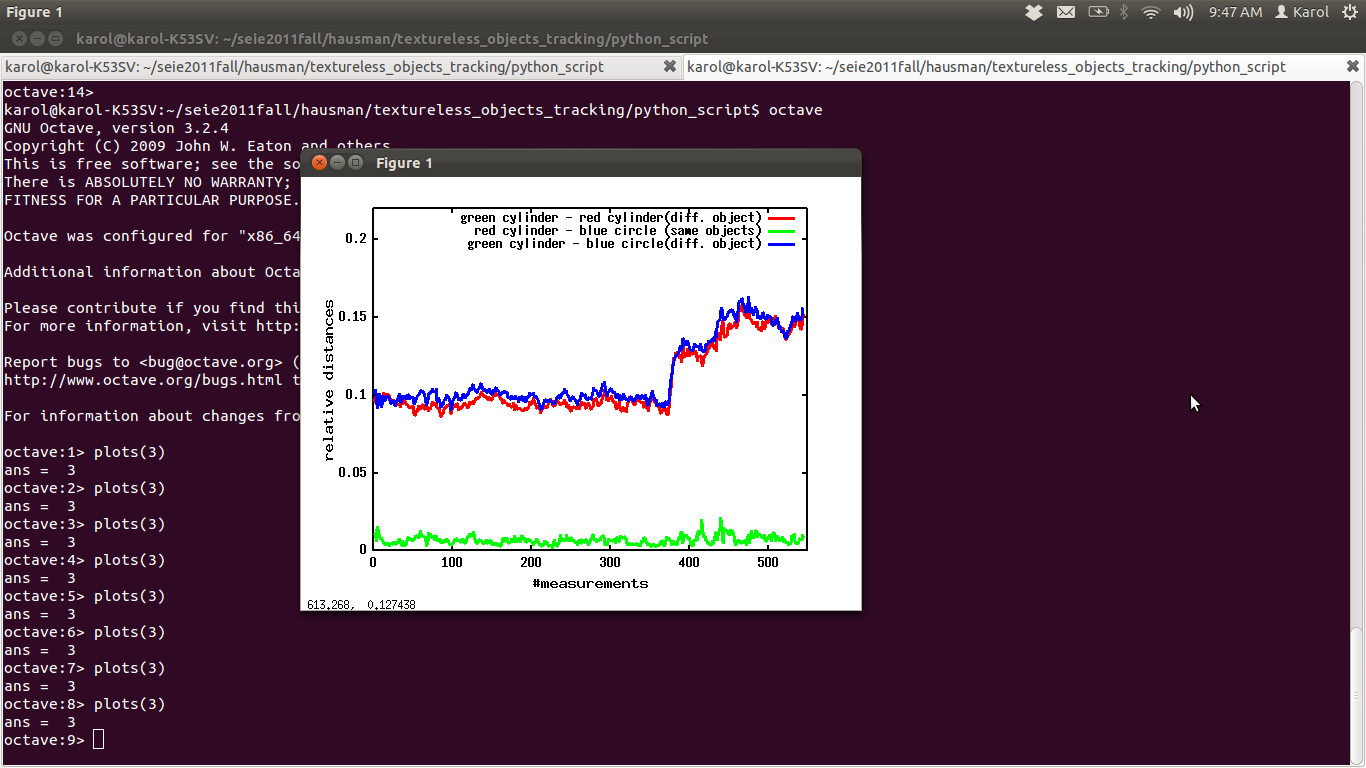 Figure 1
9:47 AM
Karol
karol@karol-K53SV: ~/seie2011fall/hausman/textureless_objects_tracking/python_script
karol@karol-K53SV: ~/seie2011fall/hausman/textureless_objects_tracking/python_script
karol@karol-K53SV: ~/seie2011fall/hausman/textureless_objects_tracking/python_script
octave:14>
karol@karol-K53SV:~/seie2011fall/hausman/textureless_objects_tracking/python_script$ octave
GNU Octave, version 3.2.4
Copyright (C) 2009 John W. Eaton and others.
This is free software; see the so
There is ABSOLUTELY NO WARRANTY;
FITNESS FOR A PARTICULAR PURPOSE.
Octave was configured for "x86_64
Additional information about Octa
Please contribute if you find thi
For more information, visit http:
Report bugs to <bug@octave.org> (
http://www.octave.org/bugs.html t
For information about changes fro
octave:1> plots(3)
ans =  3
octave:2> plots(3)
ans =  3
octave:3> plots(3)
ans =  3
octave:4> plots(3)
ans =  3
octave:5> plots(3)
ans =  3
octave:6> plots(3)
ans =  3
octave:7> plots(3)
ans =  3
octave:8> plots(3)
ans =  3
octave:9>
Figure 1
green cylinder - red cylinder(diff. object)
red cylinder - blue circle (same objects)
green cylinder - blue circle(diff. object)
0.2
0.15
0.1
0.05
0
relative distances
0 100 200 300 400 500
#measurements
613.268, 0.127438